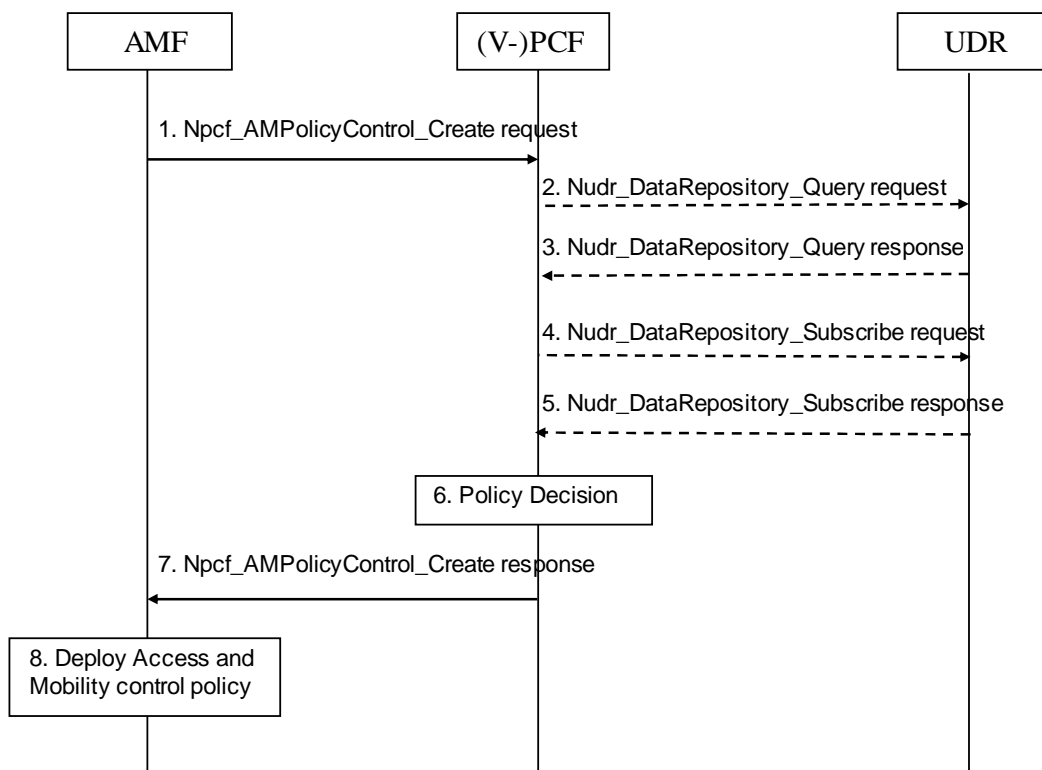 AMF
(V-)PCF
UDR
1. Npcf_AMPolicyControl_Create request
2. Nudr_DataRepository_Query request
3. Nudr_DataRepository_Query response
4. Nudr_DataRepository_Subscribe request
5. Nudr_DataRepository_Subscribe response
6. Policy Decision
7. Npcf_AMPolicyControl_Create response
8. Deploy Access and
Mobility control policy